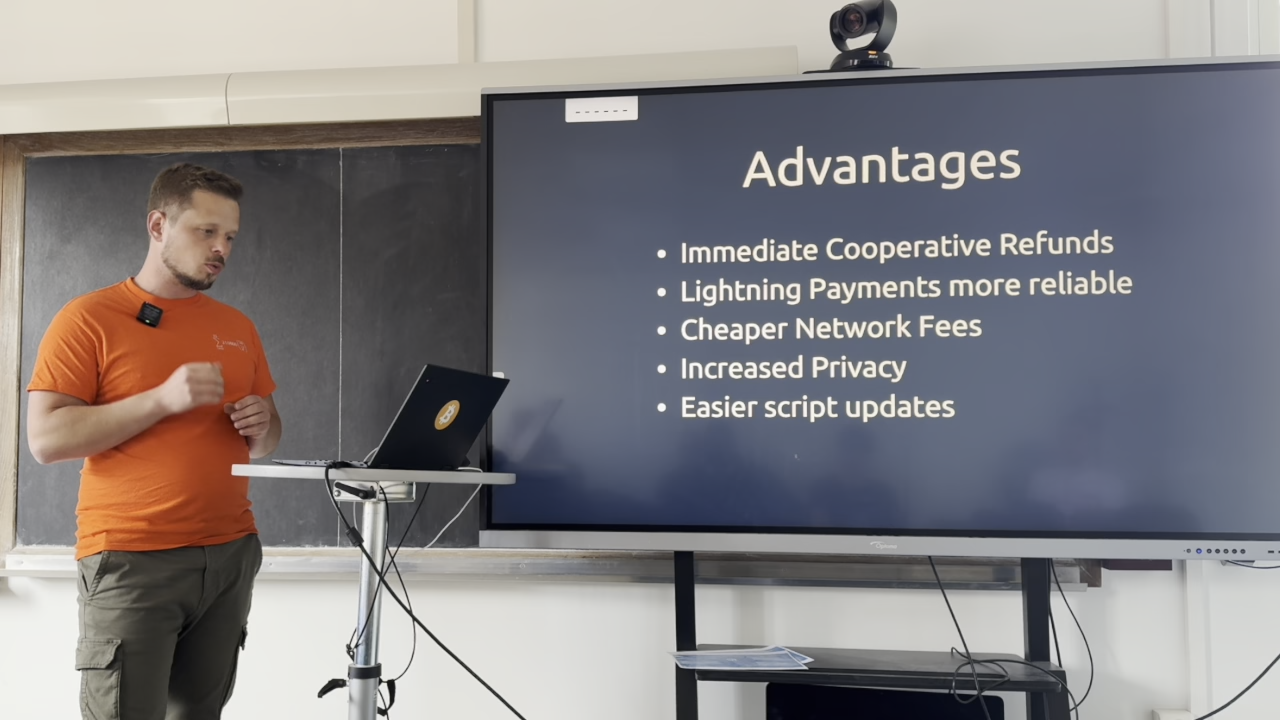 Advantages
• Immediate Cooperative Refunds
• Lightning Payments more reliable
• Cheaper Network Fees
• Increased Privacy
• Easier script updates